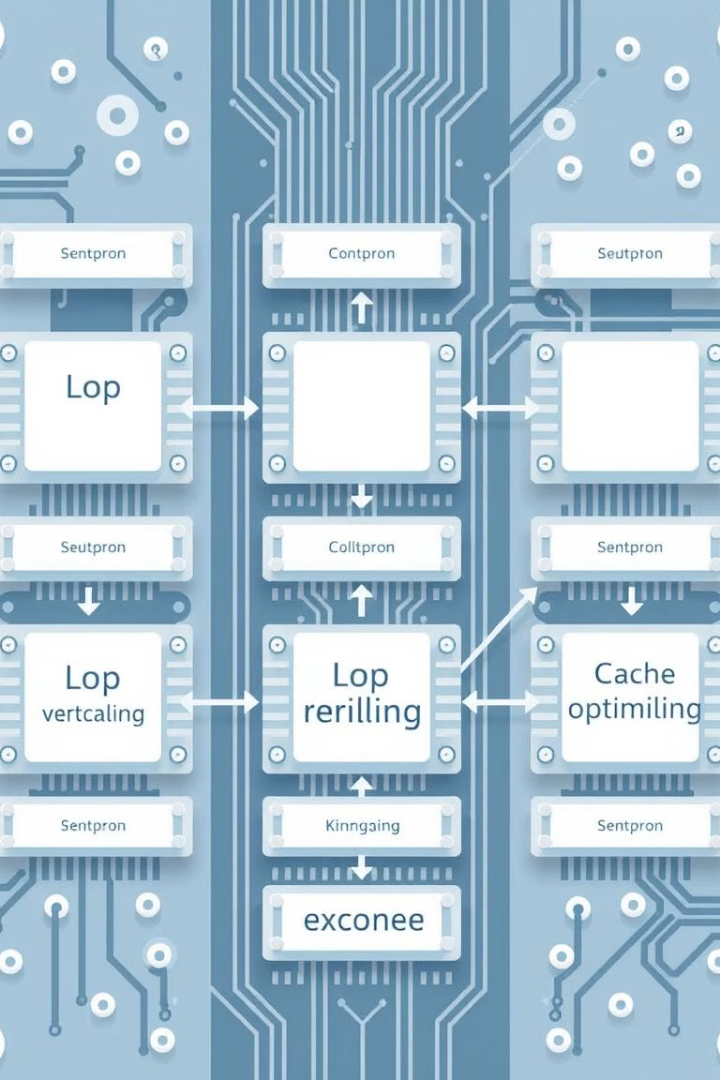 Sentpron
Contpron
Seutpron
Lop
Seutpron
Colitpron
Sentpron
Lop
vertcaling
Lop
rerilling
Cache
optimiling
Sentpron
Kinngaing
Sentpron
exconee